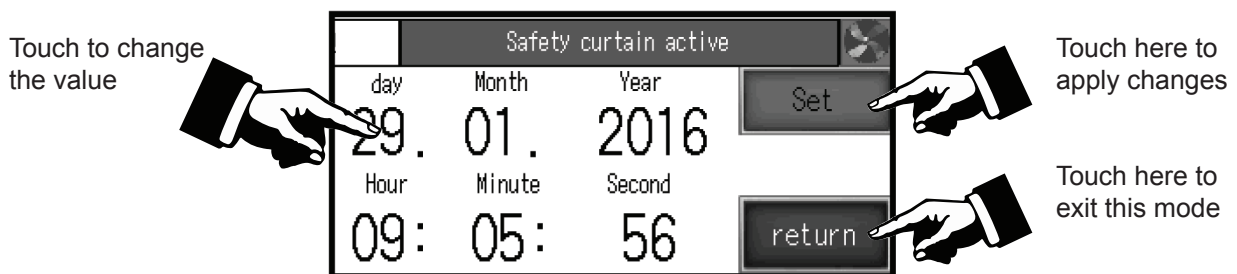 Touch to change
the value
Safety curtain active
day Month Year
29. 01. 2016
Hour Minute Second
09: 05: 56
Set
return
Touch here to
apply changes
Touch here to
exit this mode